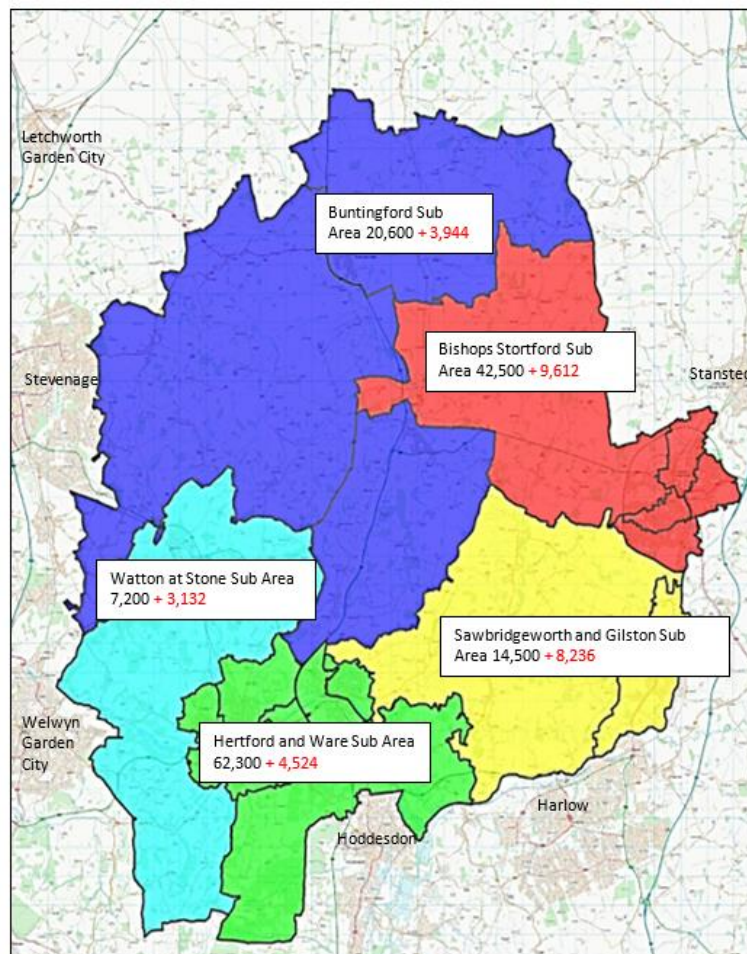 Letchworth
Garden City
Buntingford Sub
Area 20,600 + 3,944
Bishops Stortford Sub
Area 42,500 + 9,612
Stevenage
Stansted
Watton at Stone Sub Area
7,200 + 3,132
Sawbridgeworth and Gilston Sub
Area 14,500 + 8,236
Welwyn
Garden
City
Hertford and Ware Sub Area
62,300 + 4,524
Harlow
Hoddesdon